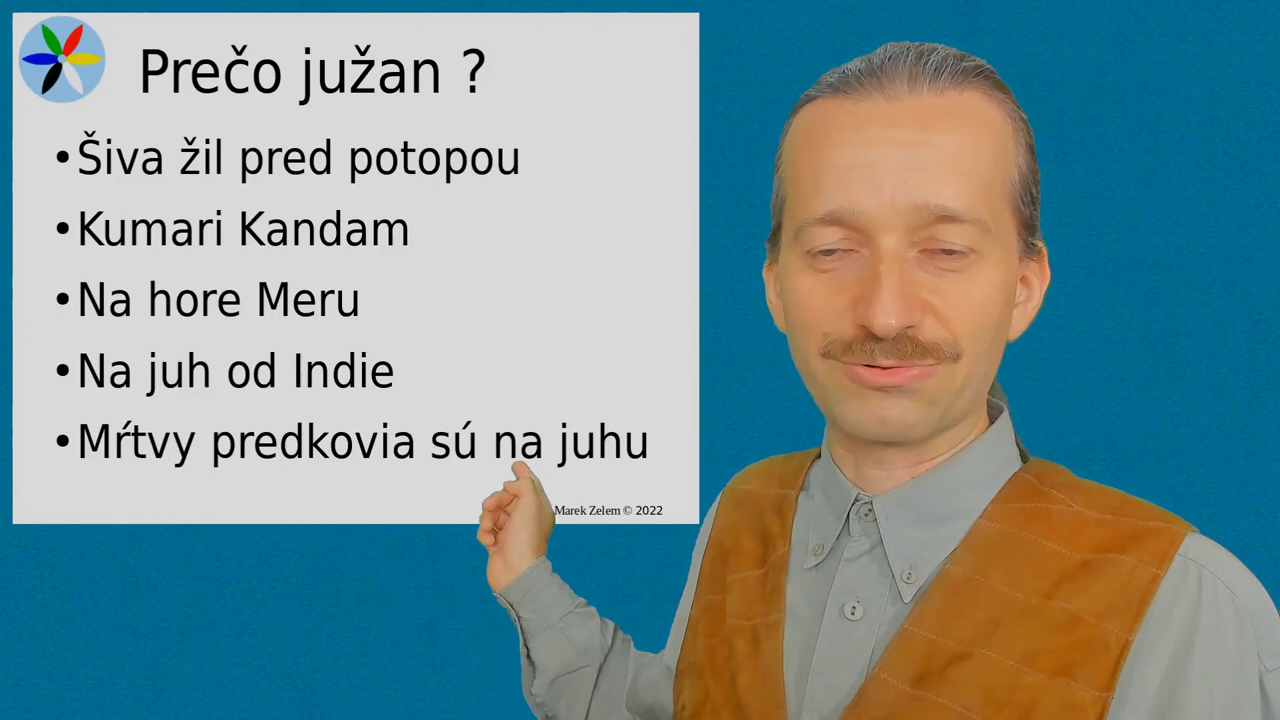 Prečo južan ?
•Šiva žil pred potopou
•Kumari Kandam
•Na hore Meru
•Na juh od Indie
•Mŕtvy predkovia sú na juhu
Marek Zelem © 2022